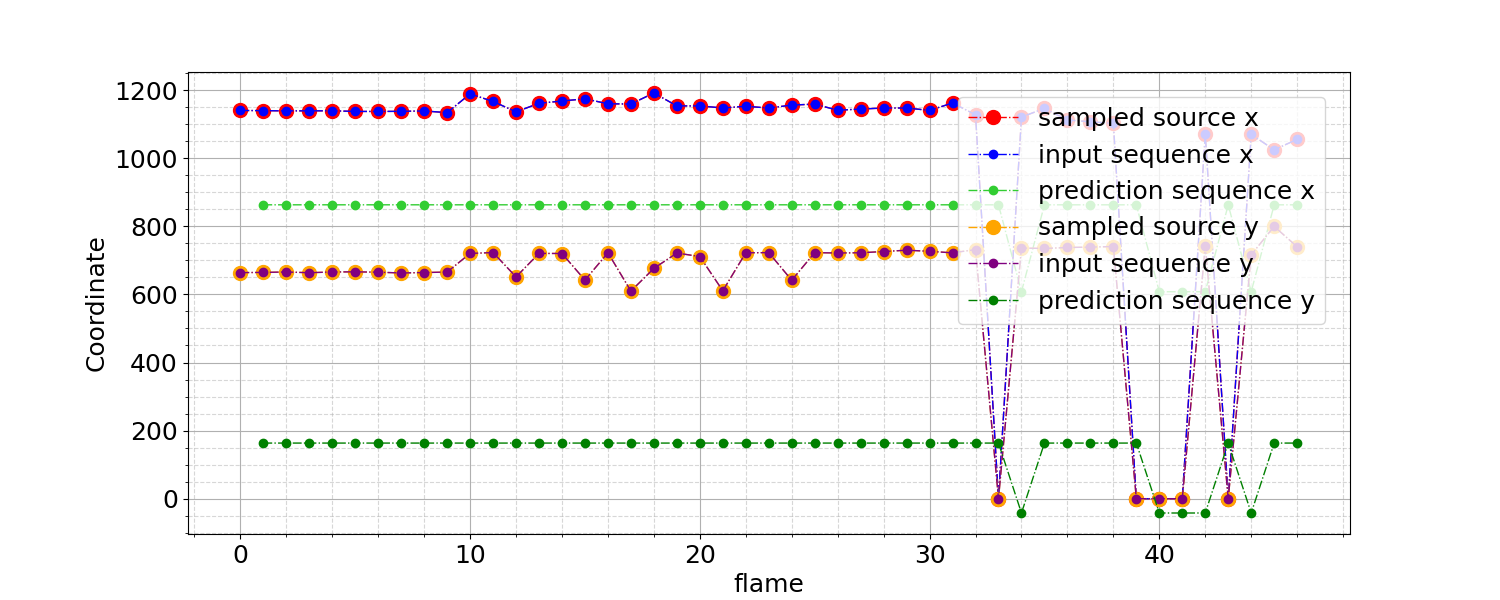 1200
1000
800
600
400
200
0
Coordinate
sampled source x
input sequence x
prediction sequence x
sampled source y
input sequence y
prediction sequence y
0 10 20 30 40
flame